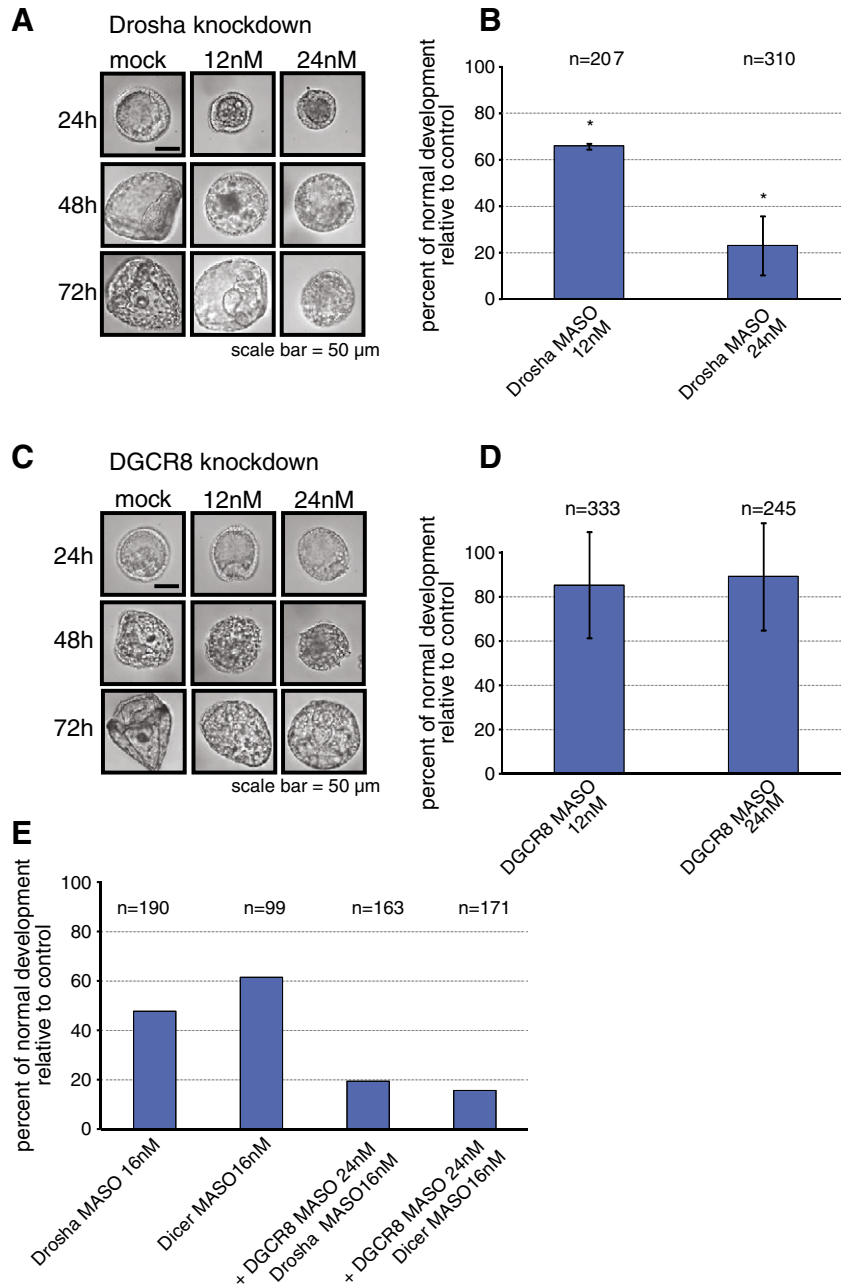 A
Drosha knockdown
mock 12nM 24nM
24h
48h
72h
scale bar = 50 µm
B
percent of normal development
relative to control
100
80
60
40
20
0
n=207 n=310
*
*
Drosha MASO
12nM
Drosha MASO
24nM
C
DGCR8 knockdown
mock 12nM 24nM
24h
48h
72h
scale bar = 50 µm
D
percent of normal development
relative to control
100
80
60
40
20
0
n=333 n=245
DGCR8 MASO
12nM
DGCR8 MASO
24nM
E
percent of normal development
relative to control
100
80
60
40
20
0
n=190 n=99 n=163 n=171
Drosha MASO 16nM
Dicer MASO16nM
+ DGCR8 MASO 24nM
Drosha MASO16nM
+ DGCR8 MASO 24nM
Dicer MASO16nM